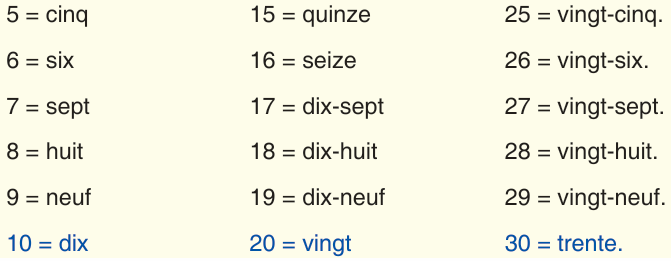 5 = cinq 15 = quinze 25 = vingt-cinq.
6 = six 16 = seize 26 = vingt-six.
7 = sept 17 = dix-sept 27 = vingt-sept.
8 = huit 18 = dix-huit 28 = vingt-huit.
9 = neuf 19 = dix-neuf 29 = vingt-neuf.
10 = dix 20 = vingt 30 = trente.